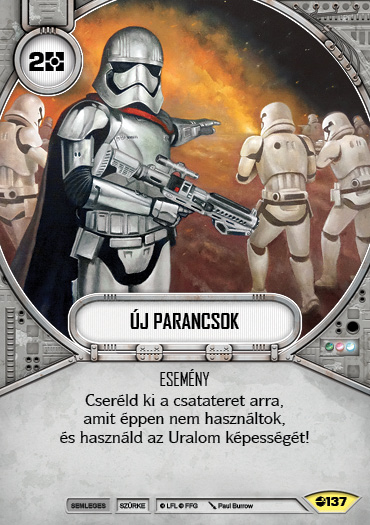 2
ÚJ PARANCSOK
ESEMÉNY
Cseréld ki a csatateret arra,
amit éppen nem használtok,
és használd az Uralom képességét!
SEMLEGES SZÜRKE © LFL © FFG Paul Burrow
137